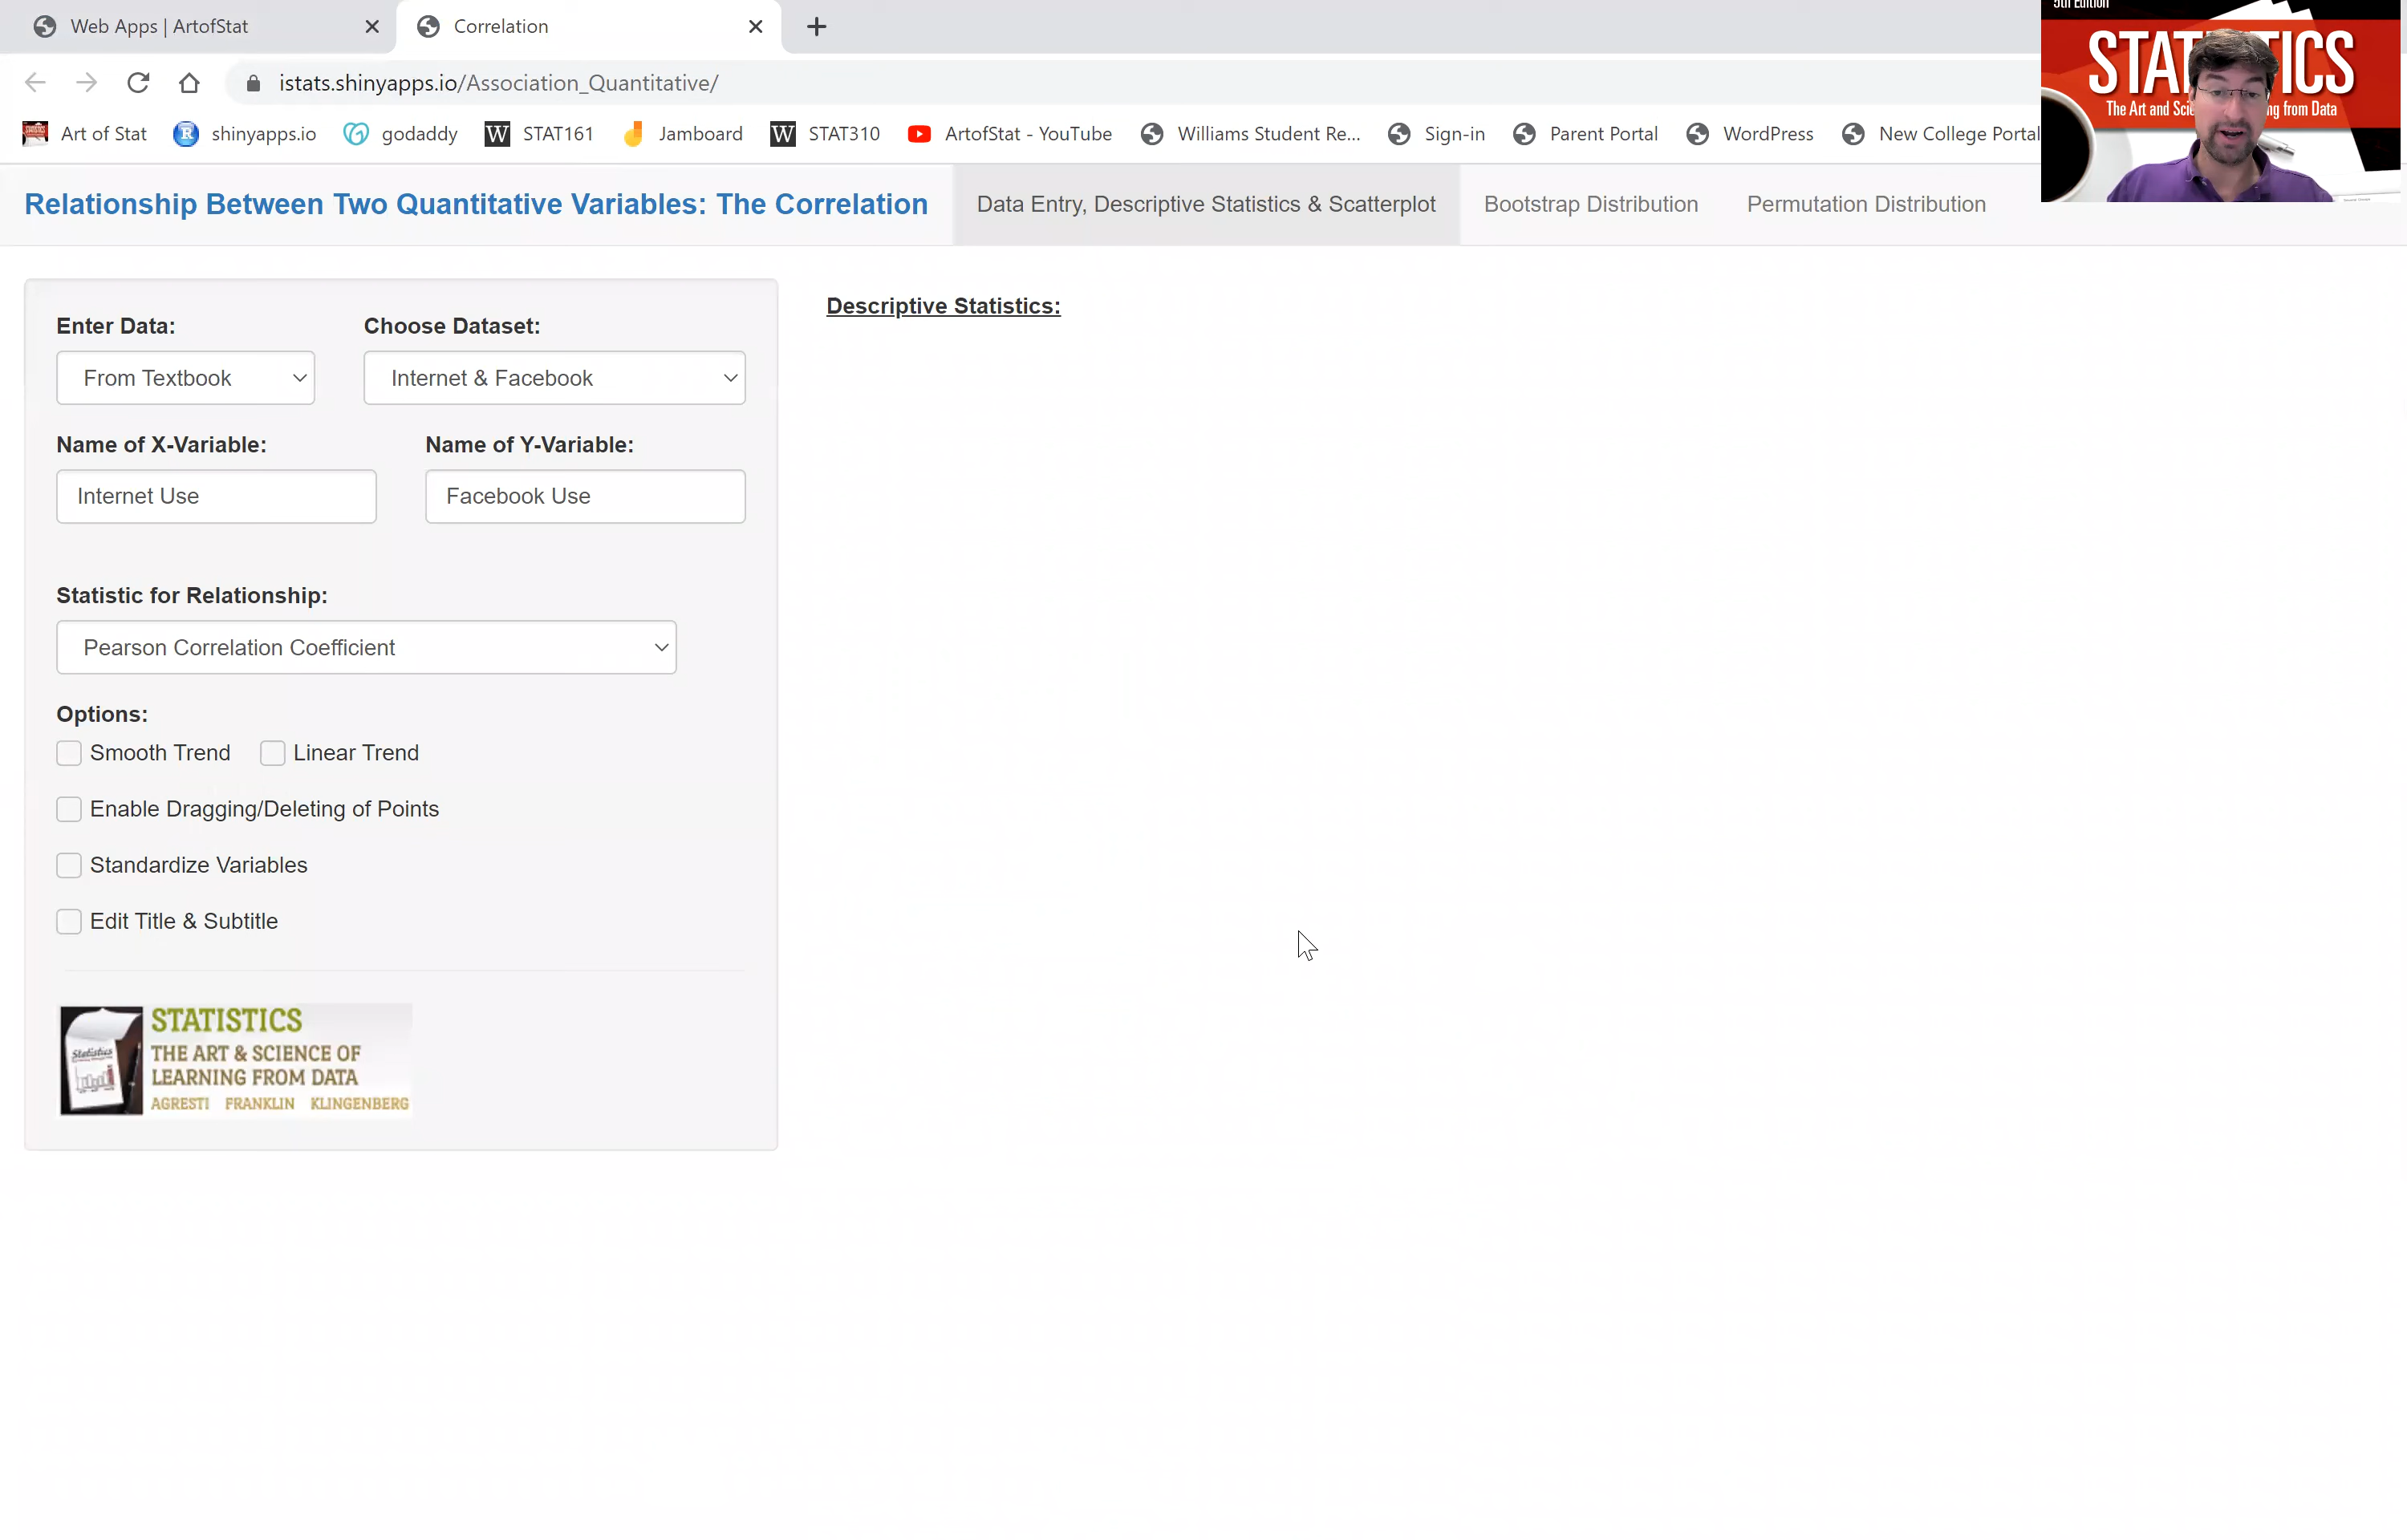 Web Apps | ArtofStat
Correlation
istats.shinyapps.io/Association_Quantitative/
Art of Stat
shinyapps.io
godaddy
STAT161
Jamboard
STAT310
ArtofStat - YouTube
Williams Student Re...
Sign-in
Parent Portal
WordPress
New College Portal
5th Edition
STAT TICS
The Art and Scie ng from Data
Relationship Between Two Quantitative Variables: The Correlation
Data Entry, Descriptive Statistics & Scatterplot
Bootstrap Distribution
Permutation Distribution
Enter Data:
Choose Dataset:
From Textbook
Internet & Facebook
Name of X-Variable:
Name of Y-Variable:
Internet Use
Facebook Use
Statistic for Relationship:
Pearson Correlation Coefficient
Options:
Smooth Trend
Linear Trend
Enable Dragging/Deleting of Points
Standardize Variables
Edit Title & Subtitle
Statistics
STATISTICS
THE ART & SCIENCE OF
LEARNING FROM DATA
AGRESTI FRANKLIN KLINGENBERG
Descriptive Statistics: